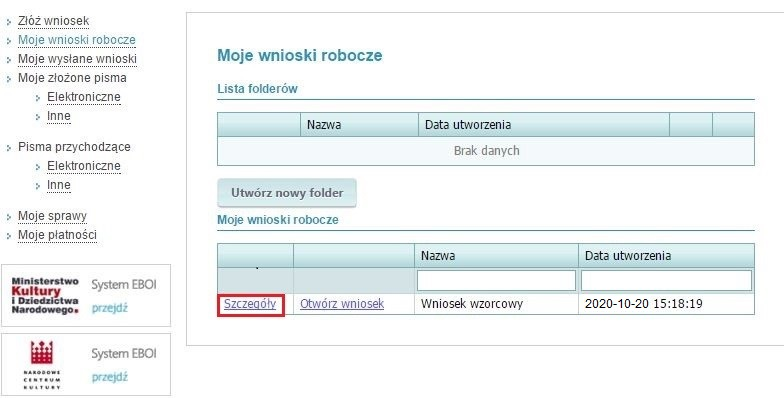 Złóż wniosek
Moje wnioski robocze
Moje wysłane wnioski
Moje złożone pisma
Elektroniczne
Inne
Pisma przychodzące
Elektroniczne
Inne
Moje sprawy
Moje płatności
Ministerstwo
Kultury
i Dziedzictwa
Narodowego.
System EBOI
przejdź
NARODOWE
CENTRUM
KULTURY
System EBOI
przejdź
Moje wnioski robocze
Lista folderów
Nazwa Data utworzenia
Brak danych
Utwórz nowy folder
Moje wnioski robocze
Nazwa Data utworzenia
Szczegóły Otwórz wniosek Wniosek wzorcowy 2020-10-20 15:18:19